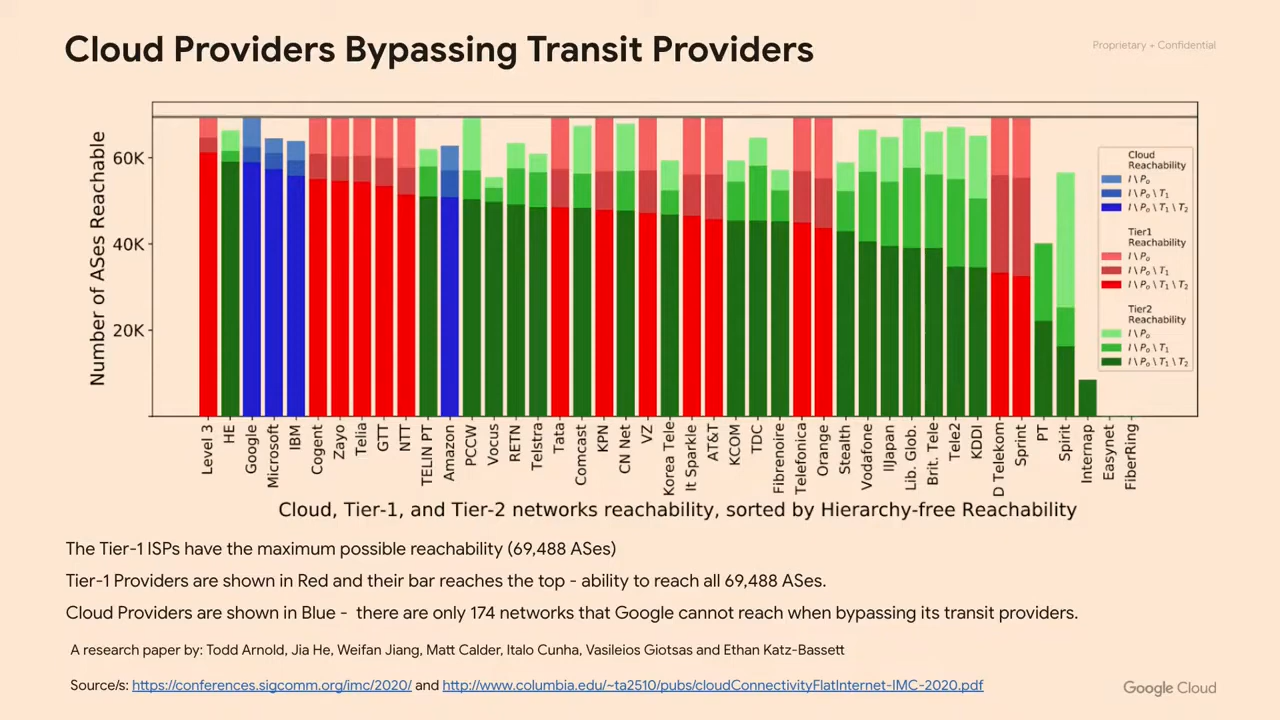 Cloud Providers Bypassing Transit Providers
Proprietary + Confidential
Number of ASes Reachable
60K
40K
20K
Cloud
Reachability
I \ Po
I \ Po \ T1
I \ Po \ T1 \ T2
Tier1
Reachability
I \ Po
I \ Po \ T1
I \ Po \ T1 \ T2
Tier2
Reachability
I \ Po
I \ Po \ T1
I \ Po \ T1 \ T2
Level 3
HE
Google
Microsoft
IBM
Cogent
Zayo
Telia
GTT
NTT
TELIN PT
Amazon
PCCW
Vocus
RETN
Telstra
Tata
Comcast
KPN
CN Net
VZ
Korea Tele
It Sparkle
AT&T
KCOM
TDC
Fibrenoire
Telefonica
Orange
Stealth
Vodafone
IIJapan
Lib. Glob.
Brit. Tele
Tele2
KDDI
D Telekom
Sprint
PT
Spirit
Internap
Easynet
FiberRing
Cloud, Tier-1, and Tier-2 networks reachability, sorted by Hierarchy-free Reachability
The Tier-1 ISPs have the maximum possible reachability (69,488 ASes)
Tier-1 Providers are shown in Red and their bar reaches the top - ability to reach all 69,488 ASes.
Cloud Providers are shown in Blue - there are only 174 networks that Google cannot reach when bypassing its transit providers.
A research paper by: Todd Arnold, Jia He, Weifan Jiang, Matt Calder, Italo Cunha, Vasileios Giotsas and Ethan Katz-Bassett
Source/s: https://conferences.sigcomm.org/imc/2020/ and http://www.columbia.edu/~ta2510/pubs/cloudConnectivityFlatInternet-IMC-2020.pdf
Google Cloud